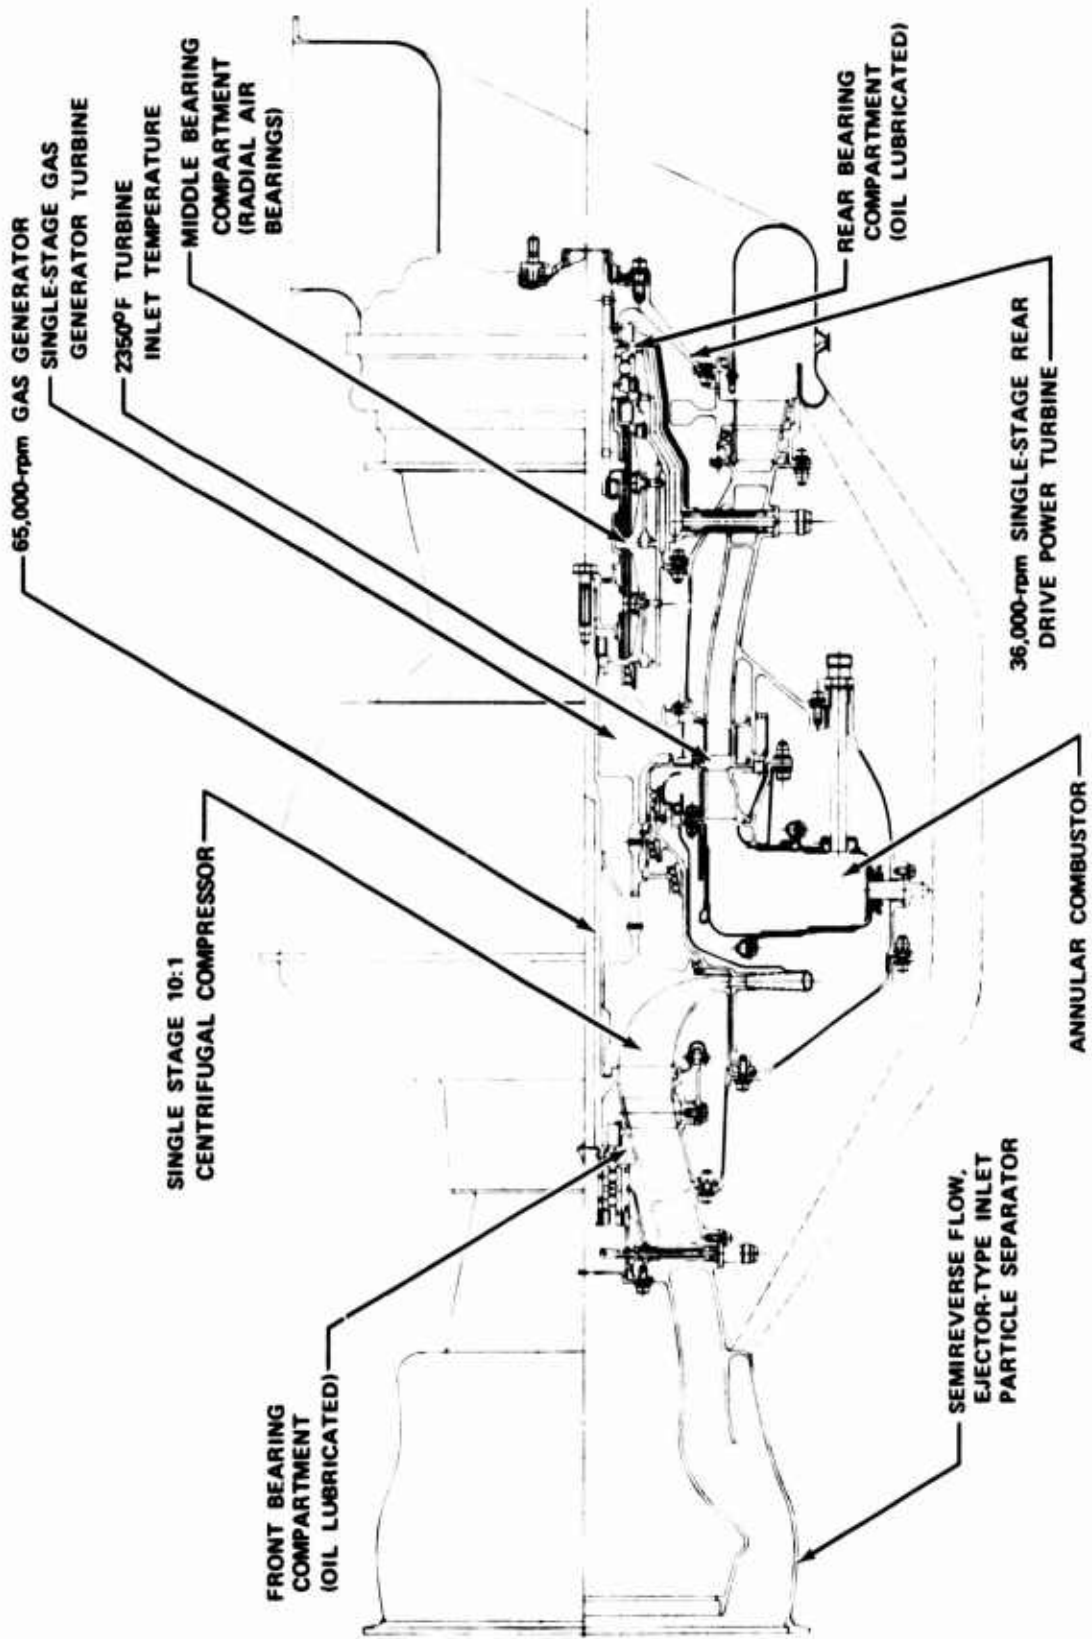 65,000-rpm GAS GENERATOR
SINGLE-STAGE GAS
GENERATOR TURBINE
2350°F TURBINE
INLET TEMPERATURE
MIDDLE BEARING
COMPARTMENT
(RADIAL AIR
BEARINGS)
SINGLE STAGE 10:1
CENTRIFUGAL COMPRESSOR
FRONT BEARING
COMPARTMENT
(OIL LUBRICATED)
REAR BEARING
COMPARTMENT
(OIL LUBRICATED)
36,000-rpm SINGLE-STAGE REAR
DRIVE POWER TURBINE
ANNULAR COMBUSTOR
SEMIREVERSE FLOW,
EJECTOR-TYPE INLET
PARTICLE SEPARATOR